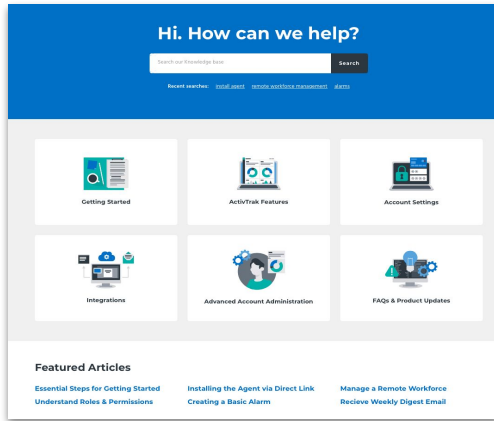 Hi. How can we help?
Search our Knowledge base
Search
Recent searches: install agent remote workforce management alarms
Getting Started
ActivTrak Features
Account Settings
Integrations
Advanced Account Administration
FAQs & Product Updates
Featured Articles
Essential Steps for Getting Started
Installing the Agent via Direct Link
Manage a Remote Workforce
Understand Roles & Permissions
Creating a Basic Alarm
Recieve Weekly Digest Email